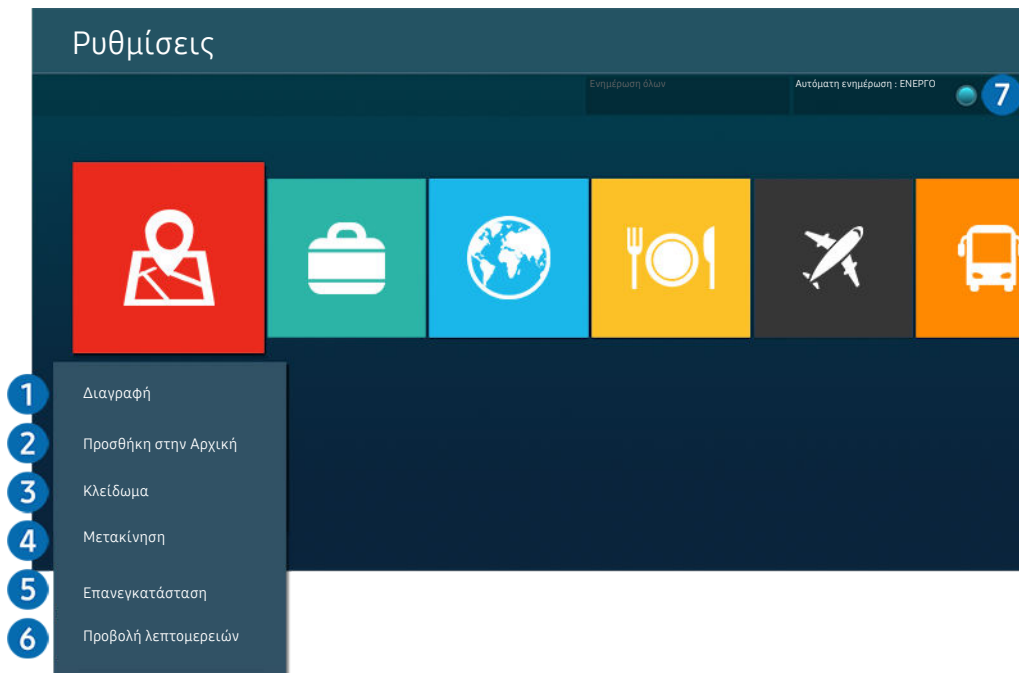 Ρυθμίσεις
Ενημέρωση όλων
Αυτόματη ενημέρωση : ΕΝΕΡΓΟ
7
1 Διαγραφή
2 Προσθήκη στην Αρχική
3 Κλείδωμα
4 Μετακίνηση
5 Επανεγκατάσταση
6 Προβολή λεπτομερειών